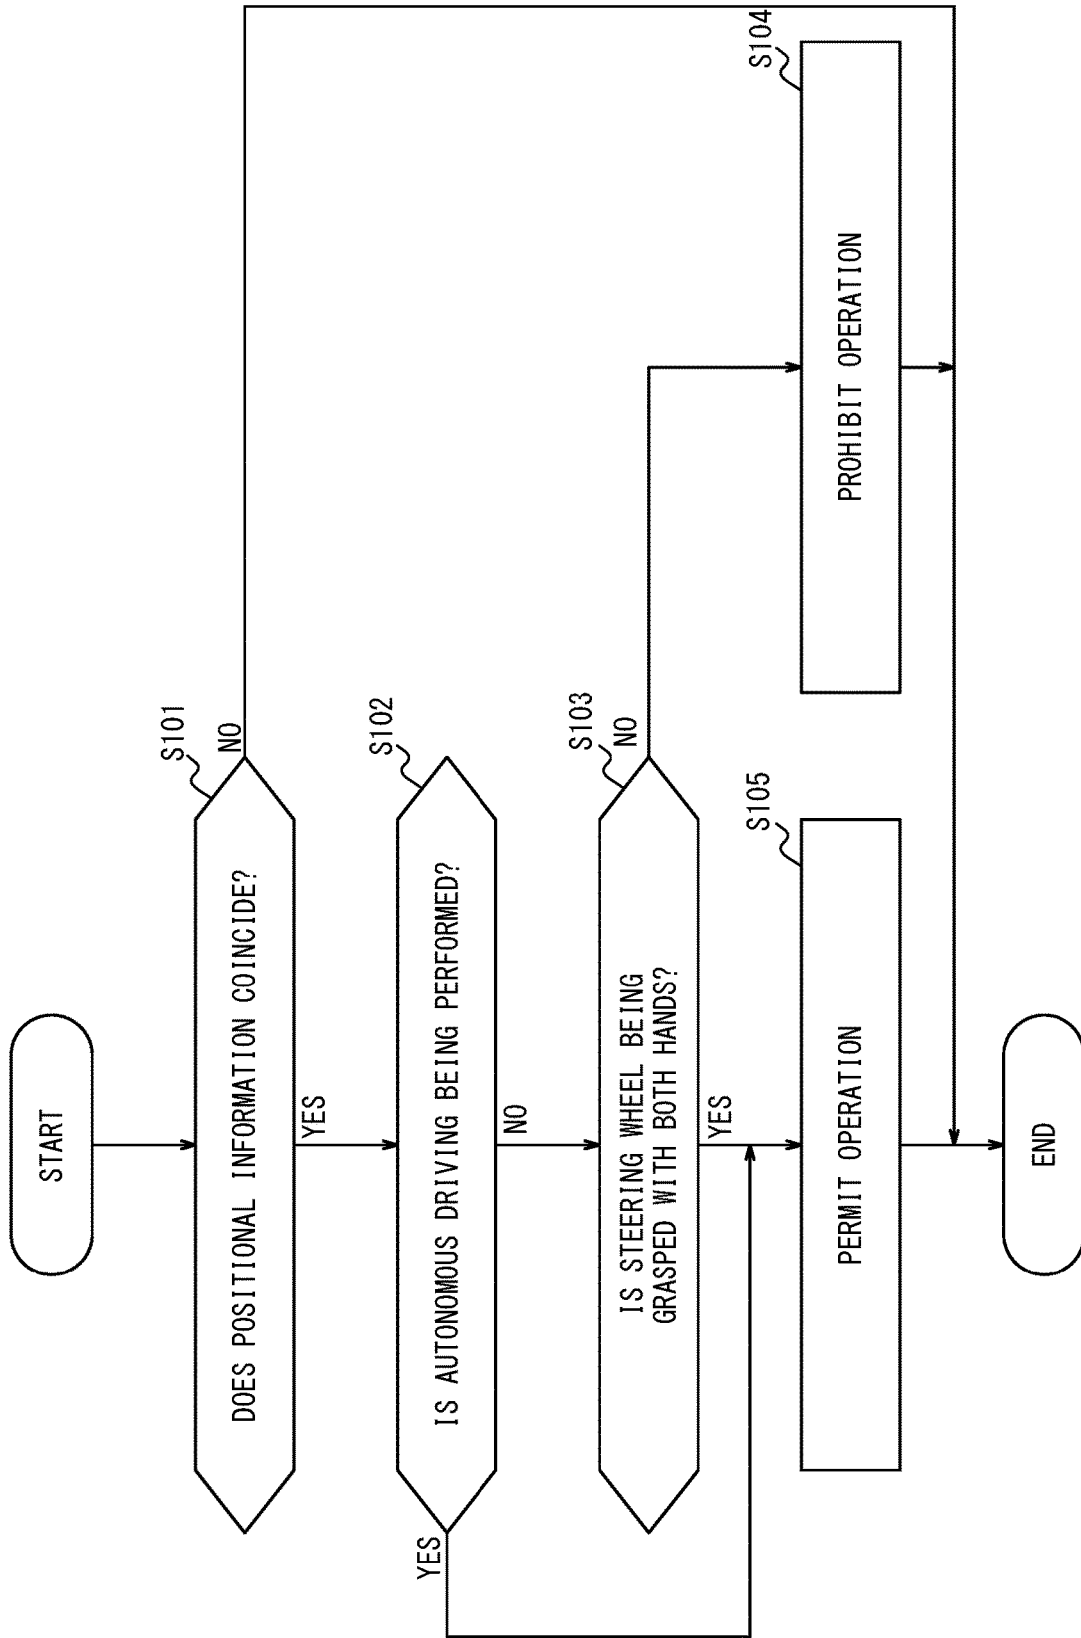 START
S101
DOES POSITIONAL INFORMATION COINCIDE?
NO
YES
S102
IS AUTONOMOUS DRIVING BEING PERFORMED?
YES
NO
S103
IS STEERING WHEEL BEING
GRASPED WITH BOTH HANDS?
NO
YES
S105
PERMIT OPERATION
S104
PROHIBIT OPERATION
END